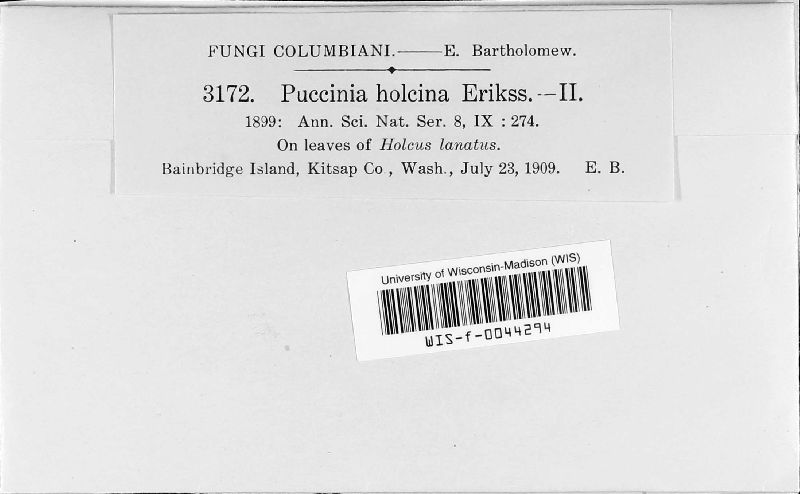 FUNGI COLUMBIANI.——E. Bartholomew.
3172. Puccinia holcina Erikss.—II.
1899: Ann. Sci. Nat. Ser. 8, IX : 274.
On leaves of Holcus lanatus.
Bainbridge Island, Kitsap Co , Wash., July 23, 1909. E. B.
University of Wisconsin-Madison (WIS)
WIS-f-0044294